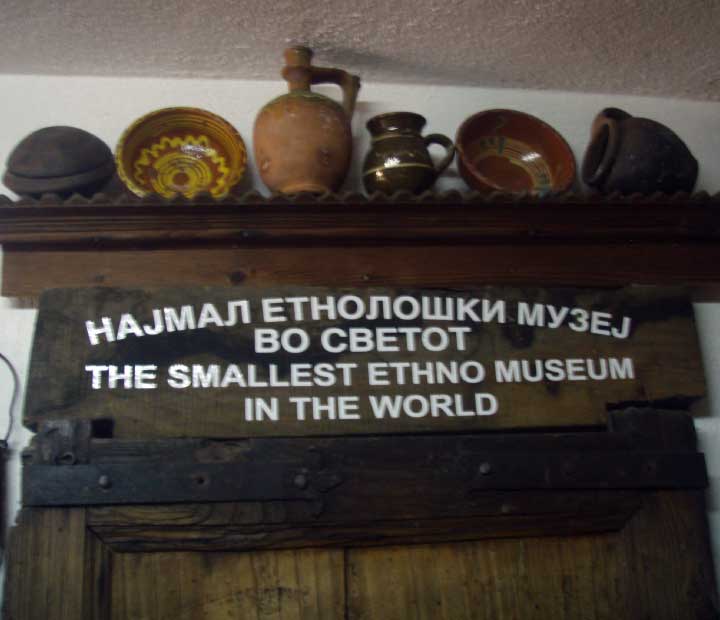 НАЈМАЛ ЕТНОЛОШКИ МУЗЕЈ
ВО СВЕТОТ
THE SMALLEST ETHNO MUSEUM
IN THE WORLD